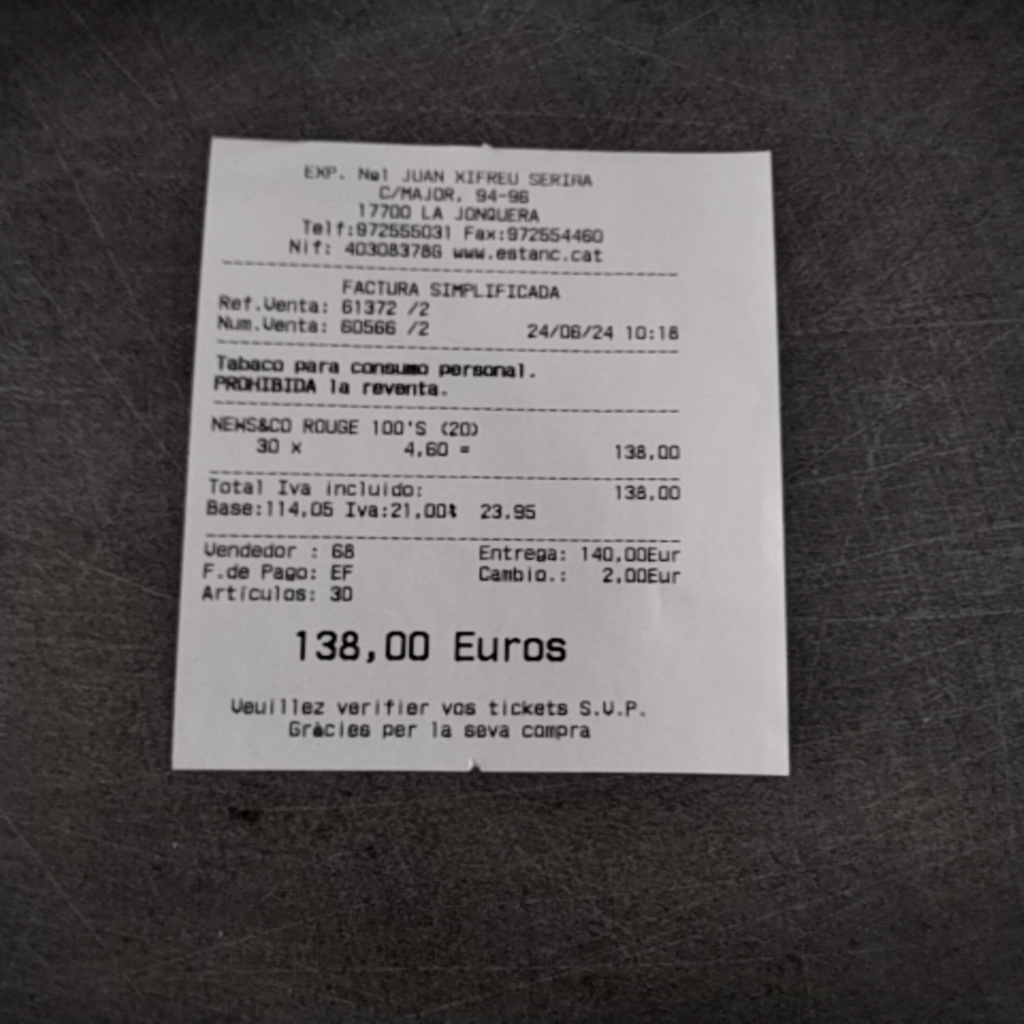 EXP. Nº1 JUAN XIFREU SERIRA
C/MAJOR, 94-96
17700 LA JONQUERA
Telf:972555031 Fax:972554460
Nif: 40308378G www.estanc.cat
FACTURA SIMPLIFICADA
Ref.Venta: 61372 /2
Num.Venta: 60566 /2 24/06/24 10:18
Tabaco para consumo personal.
PROHIBIDA la reventa.
NEWS&CO ROUGE 100'S (20)
30 x 4,60 = 138,00
Total Iva incluido: 138,00
Base:114,05 Iva:21,00% 23,95
Vendedor : 68 Entrega: 140,00Eur
F.de Pago: EF Cambio.: 2,00Eur
Artículos: 30
138,00 Euros
Veuillez verifier vos tickets S.V.P.
Gràcies per la seva compra